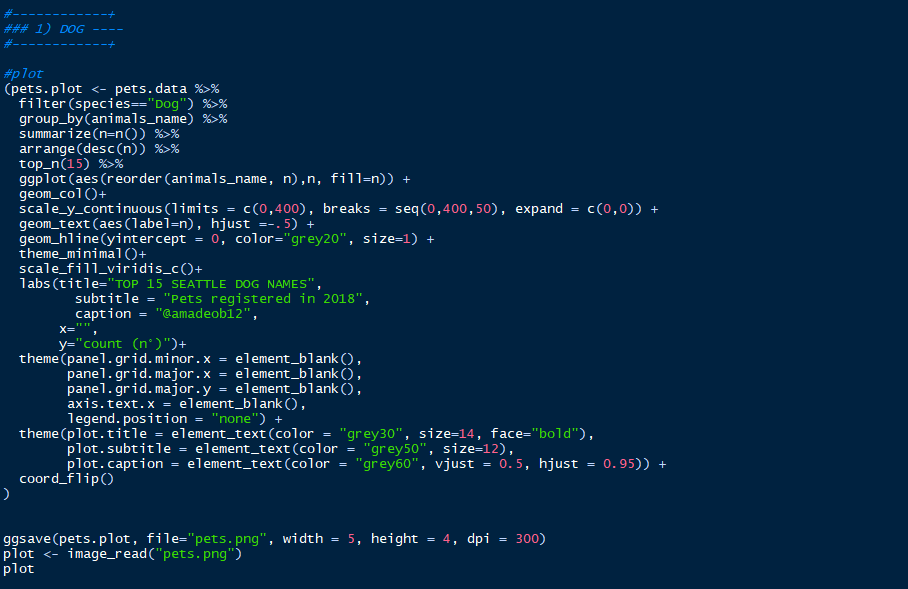 #------------+
### 1) DOG ----
#------------+
#plot
(pets.plot <- pets.data %>%
filter(species=="Dog") %>%
group_by(animals_name) %>%
summarize(n=n()) %>%
arrange(desc(n)) %>%
top_n(15) %>%
ggplot(aes(reorder(animals_name, n),n, fill=n)) +
geom_col()+
scale_y_continuous(limits = c(0,400), breaks = seq(0,400,50), expand = c(0,0)) +
geom_text(aes(label=n), hjust =-.5) +
geom_hline(yintercept = 0, color="grey20", size=1) +
theme_minimal()+
scale_fill_viridis_c()+
labs(title="TOP 15 SEATTLE DOG NAMES",
subtitle = "Pets registered in 2018",
caption = "@amadeob12",
x="",
y="count (n°)")+
theme(panel.grid.minor.x = element_blank(),
panel.grid.major.x = element_blank(),
panel.grid.major.y = element_blank(),
axis.text.x = element_blank(),
legend.position = "none") +
theme(plot.title = element_text(color = "grey30", size=14, face="bold"),
plot.subtitle = element_text(color = "grey50", size=12),
plot.caption = element_text(color = "grey60", vjust = 0.5, hjust = 0.95)) +
coord_flip()
)
ggsave(pets.plot, file="pets.png", width = 5, height = 4, dpi = 300)
plot <- image_read("pets.png")
plot